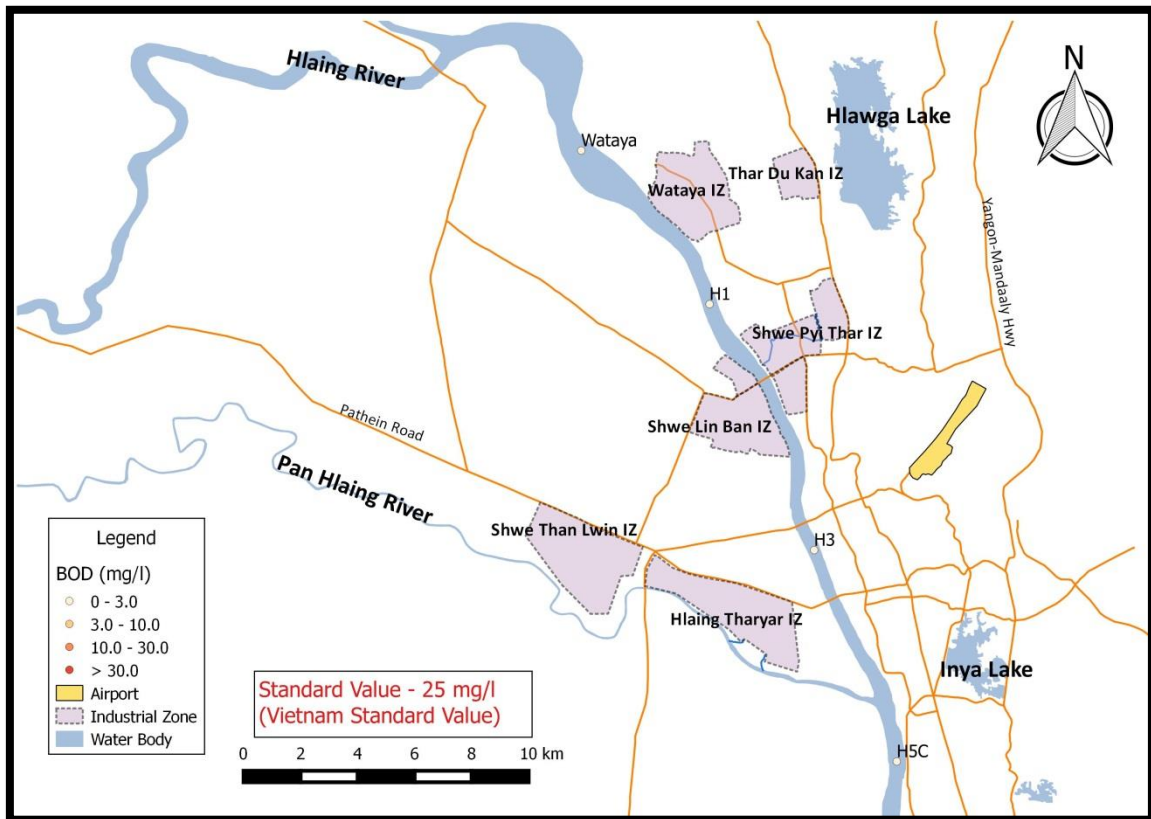 Hlaing River
N
Hlawga Lake
Wataya
Thar Du Kan IZ
Wataya IZ
Yangon-Mandaaly Hwy
H1
Shwe Pyi Thar IZ
Pathein Road
Shwe Lin Ban IZ
Pan Hlaing River
Shwe Than Lwin IZ
H3
Hlaing Tharyar IZ
Inya Lake
H5C
Legend
BOD (mg/l)
0 - 3.0
3.0 - 10.0
10.0 - 30.0
> 30.0
Airport
Industrial Zone
Water Body
Standard Value - 25 mg/l
(Vietnam Standard Value)
0 2 4 6 8 10 km